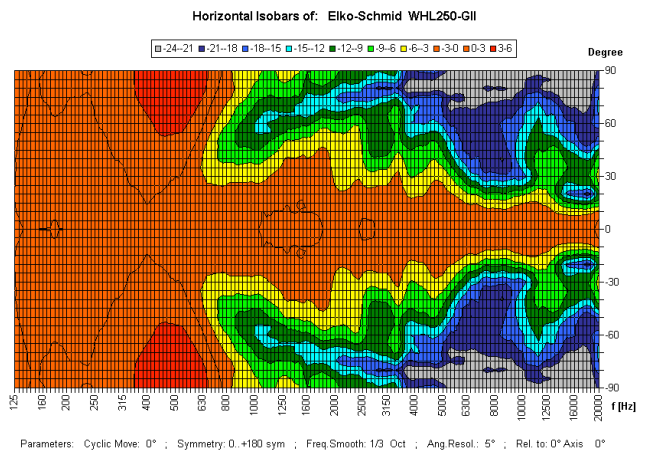 Horizontal Isobars of: Elko-Schmid WHL250-GII
-24--21 -21--18 -18--15 -15--12 -12--9 -9--6 -6--3 -3-0 0-3 3-6
Degree
90
60
30
0
-30
-60
-90
125 160 200 250 315 400 500 630 800 1000 1250 1600 2000 2500 3150 4000 5000 6300 8000 10000 12500 16000 20000 f [Hz]
Parameters: Cyclic Move: 0° ; Symmetry: 0..+180 sym ; Freq.Smooth: 1/3 Oct ; Ang.Resol.: 5° ; Rel. to: 0° Axis 0°